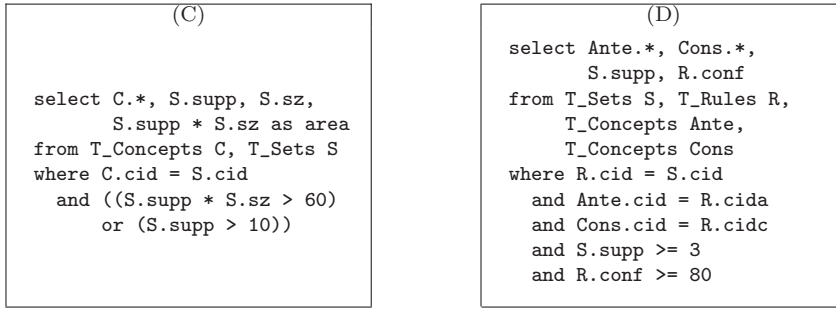 (C)
select C.*, S.supp, S.sz,
S.supp * S.sz as area
from T_Concepts C, T_Sets S
where C.cid = S.cid
and ((S.supp * S.sz > 60)
or (S.supp > 10))
(D)
select Ante.*, Cons.*,
S.supp, R.conf
from T_Sets S, T_Rules R,
T_Concepts Ante,
T_Concepts Cons
where R.cid = S.cid
and Ante.cid = R.cida
and Cons.cid = R.cidc
and S.supp >= 3
and R.conf >= 80